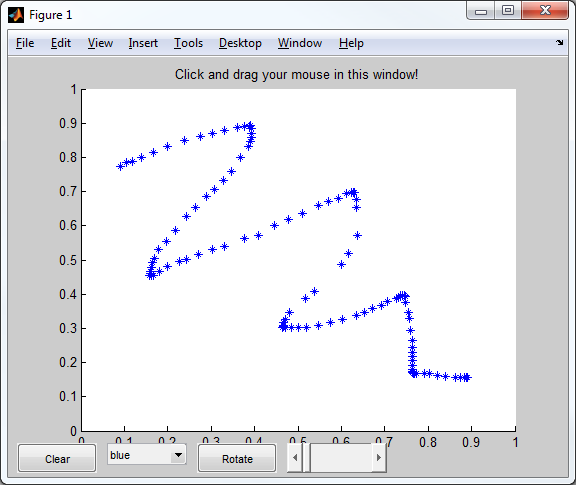 Figure 1
File Edit View Insert Tools Desktop Window Help
Click and drag your mouse in this window!
1
0.9
0.8
0.7
0.6
0.5
0.4
0.3
0.2
0.1
0
0 0.1 0.2 0.3 0.4 0.5 0.6 0.7 0.8 0.9 1
Clear blue Rotate